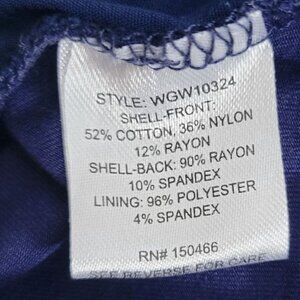 STYLE: WGW10324
SHELL-FRONT:
52% COTTON, 36% NYLON
12% RAYON
SHELL-BACK: 90% RAYON
10% SPANDEX
LINING: 96% POLYESTER
4% SPANDEX
RN# 150466
SEE REVERSE FOR CARE